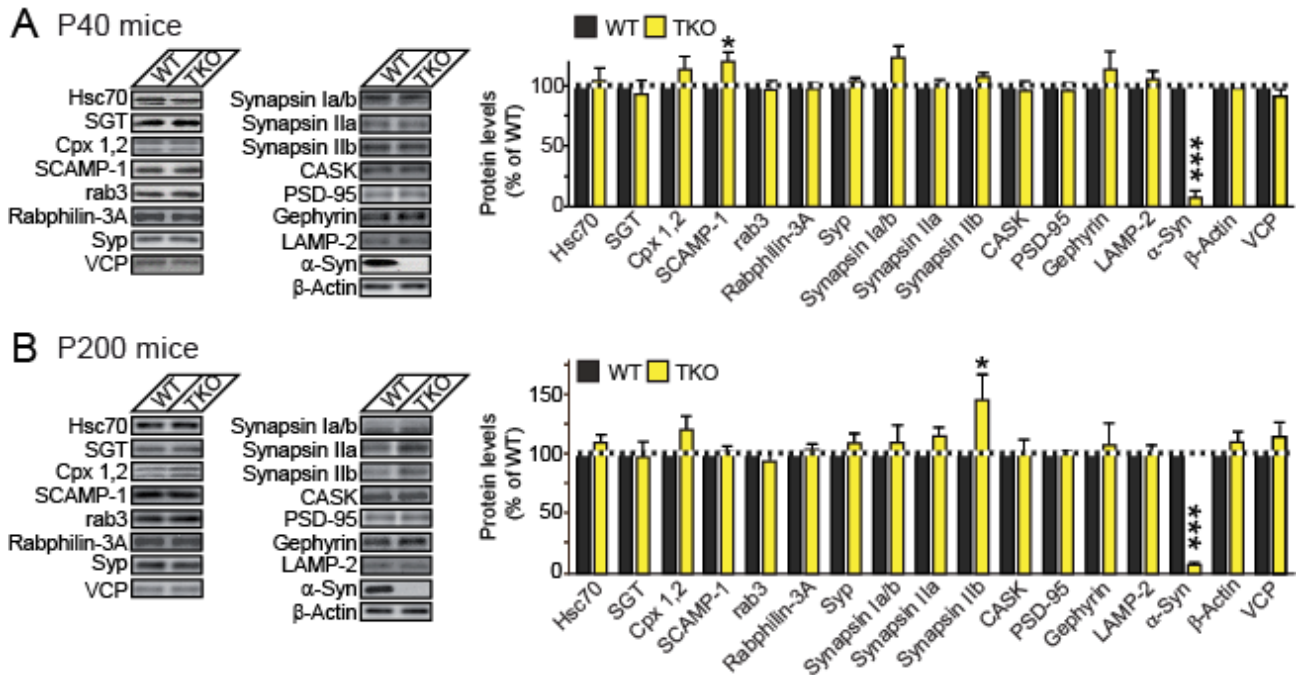 A P40 mice
WT TKO
Hsc70
SGT
Cpx 1,2
SCAMP-1
rab3
Rabphilin-3A
Syp
VCP
WT TKO
Synapsin Ia/b
Synapsin IIa
Synapsin IIb
CASK
PSD-95
Gephyrin
LAMP-2
α-Syn
β-Actin
WT TKO
Protein levels
(% of WT)
100
50
0
*
***
Hsc70
SGT
Cpx 1,2
SCAMP-1
rab3
Rabphilin-3A
Syp
Synapsin Ia/b
Synapsin IIa
Synapsin IIb
CASK
PSD-95
Gephyrin
LAMP-2
α-Syn
β-Actin
VCP
B P200 mice
WT TKO
Hsc70
SGT
Cpx 1,2
SCAMP-1
rab3
Rabphilin-3A
Syp
VCP
WT TKO
Synapsin Ia/b
Synapsin IIa
Synapsin IIb
CASK
PSD-95
Gephyrin
LAMP-2
α-Syn
β-Actin
WT TKO
Protein levels
(% of WT)
150
100
50
0
*
***
Hsc70
SGT
Cpx 1,2
SCAMP-1
rab3
Rabphilin-3A
Syp
Synapsin Ia/b
Synapsin IIa
Synapsin IIb
CASK
PSD-95
Gephyrin
LAMP-2
α-Syn
β-Actin
VCP